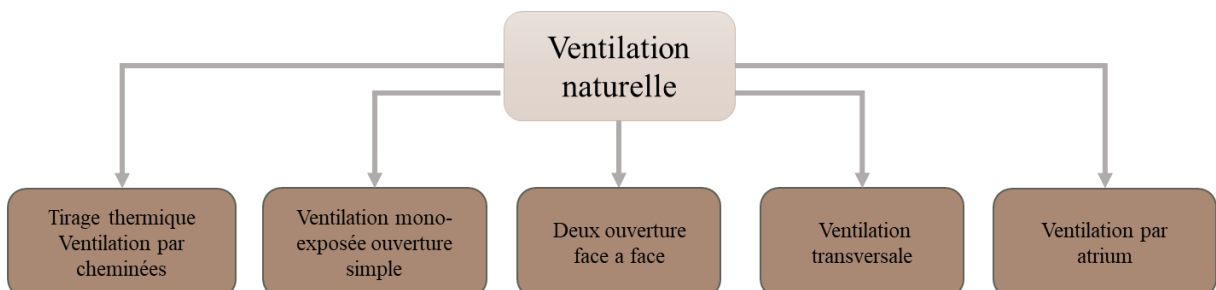 Ventilation
naturelle
Tirage thermique
Ventilation par
cheminées
Ventilation mono-
exposée ouverture
simple
Deux ouverture
face a face
Ventilation
transversale
Ventilation par
atrium